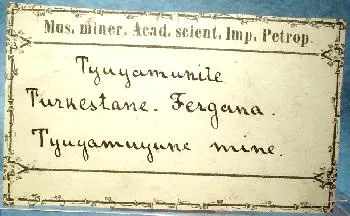 Mus. miner. Acad. scient. Imp. Petrop.
Tyuyamunite
Turkestane. Fergana.
Tyuyamuyune mine.